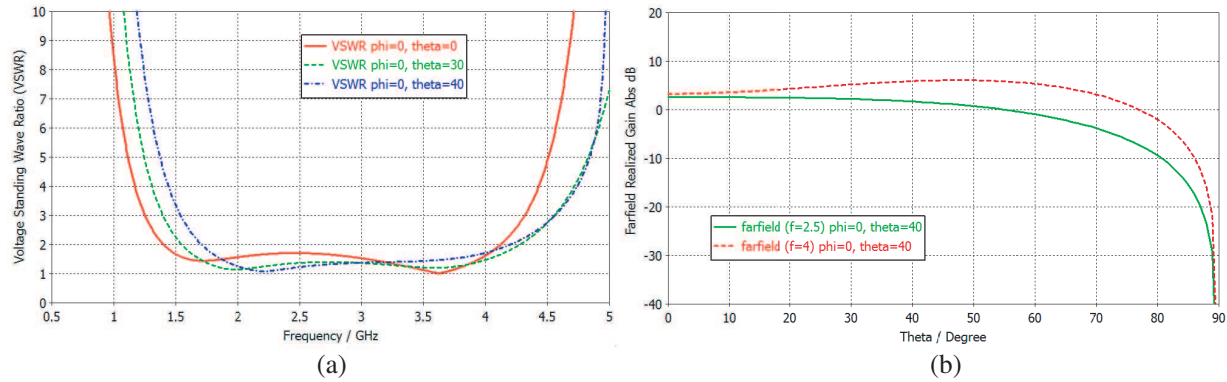 10
9
8
7
6
5
4
3
2
1
0
Voltage Standing Wave Ratio (VSWR)
VSWR phi=0, theta=0
VSWR phi=0, theta=30
VSWR phi=0, theta=40
0.5 1 1.5 2 2.5 3 3.5 4 4.5 5
Frequency / GHz
(a)
20
10
0
-10
-20
-30
-40
Farfield Realized Gain Abs dB
farfield (f=2.5) phi=0, theta=40
farfield (f=4) phi=0, theta=40
0 10 20 30 40 50 60 70 80 90
Theta / Degree
(b)